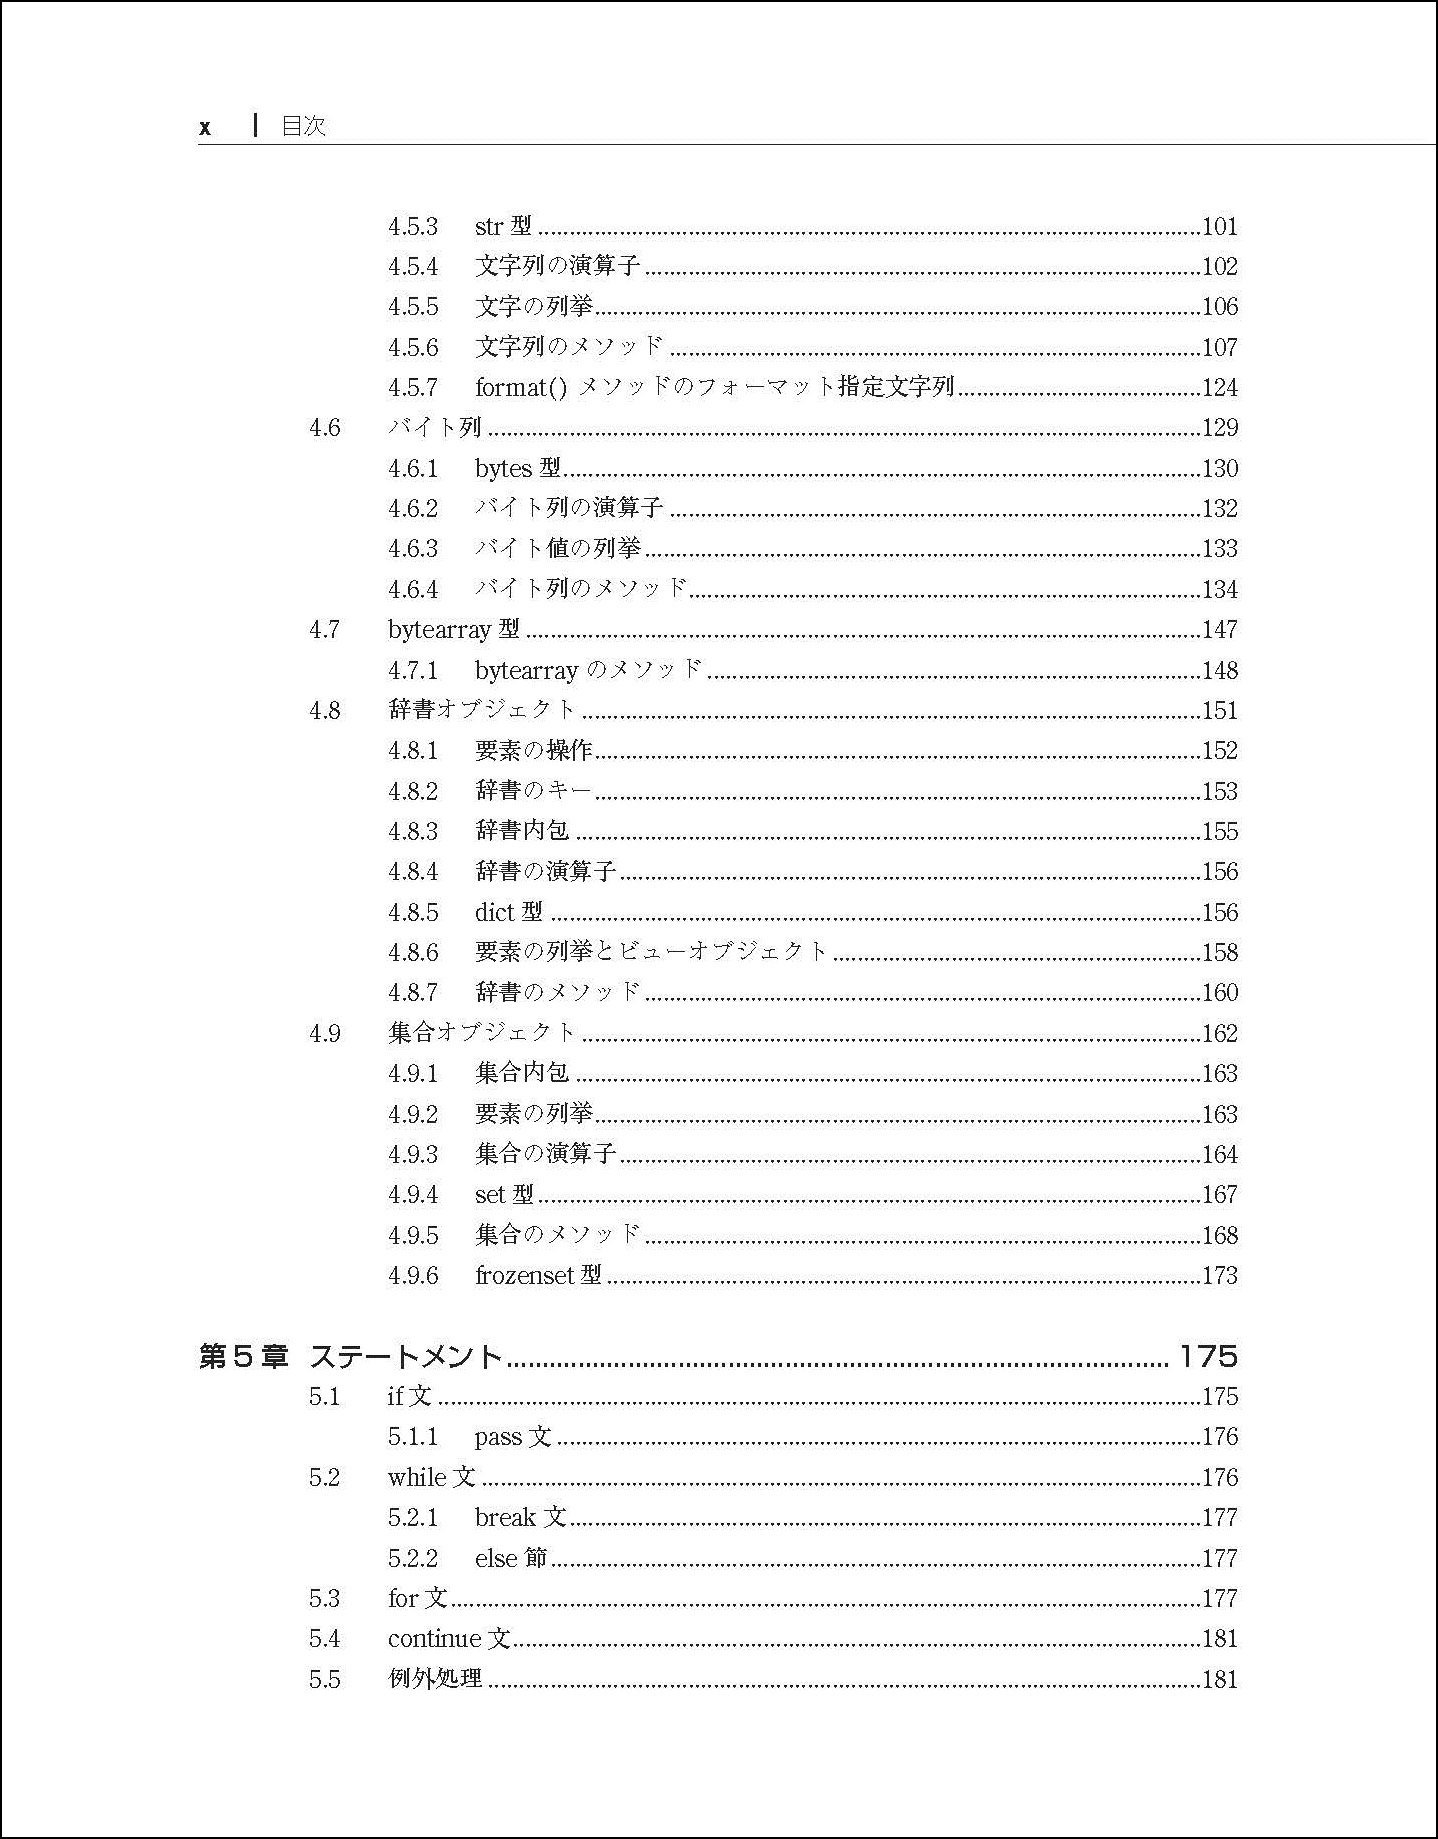 x 目次
4.5.3 str 型 101
4.5.4 文字列の演算子 102
4.5.5 文字の列挙 106
4.5.6 文字列のメソッド 107
4.5.7 format() メソッドのフォーマット指定文字列 124
4.6 バイト列 129
4.6.1 bytes 型 130
4.6.2 バイト列の演算子 132
4.6.3 バイト値の列挙 133
4.6.4 バイト列のメソッド 134
4.7 bytearray 型 147
4.7.1 bytearray のメソッド 148
4.8 辞書オブジェクト 151
4.8.1 要素の操作 152
4.8.2 辞書のキー 153
4.8.3 辞書内包 155
4.8.4 辞書の演算子 156
4.8.5 dict 型 156
4.8.6 要素の列挙とビューオブジェクト 158
4.8.7 辞書のメソッド 160
4.9 集合オブジェクト 162
4.9.1 集合内包 163
4.9.2 要素の列挙 163
4.9.3 集合の演算子 164
4.9.4 set 型 167
4.9.5 集合のメソッド 168
4.9.6 frozenset 型 173
第 5 章 ステートメント 175
5.1 if 文 175
5.1.1 pass 文 176
5.2 while 文 176
5.2.1 break 文 177
5.2.2 else 節 177
5.3 for 文 177
5.4 continue 文 181
5.5 例外処理 181